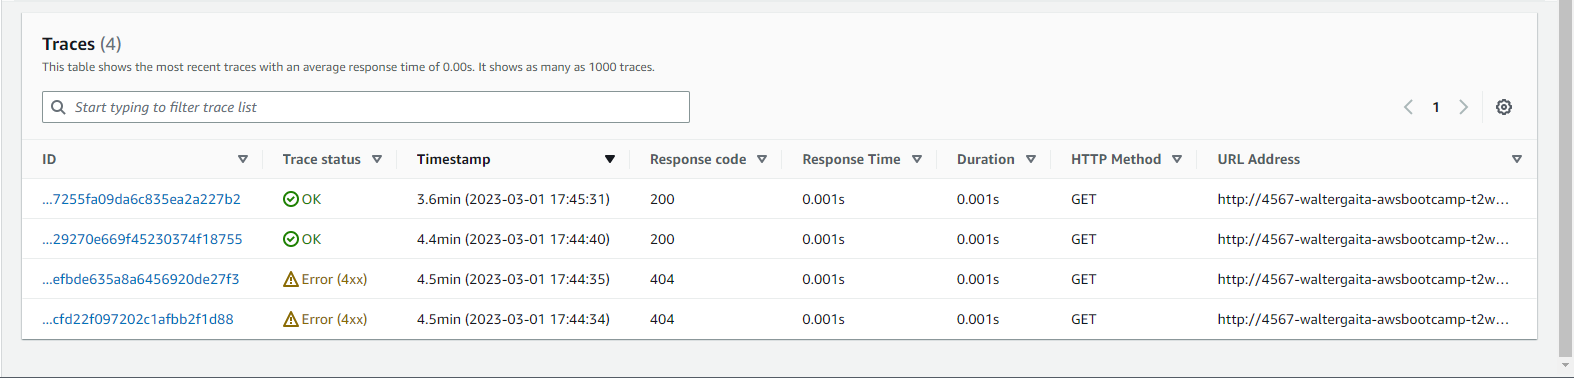 Traces (4)
This table shows the most recent traces with an average response time of 0.00s. It shows as many as 1000 traces.
Start typing to filter trace list
1
ID Trace status Timestamp Response code Response Time Duration HTTP Method URL Address
...7255fa09da6c835ea2a227b2 OK 3.6min (2023-03-01 17:45:31) 200 0.001s 0.001s GET http://4567-waltergaita-awsbootcamp-t2w...
...29270e669f45230374f18755 OK 4.4min (2023-03-01 17:44:40) 200 0.001s 0.001s GET http://4567-waltergaita-awsbootcamp-t2w...
...efbde635a8a6456920de27f3 Error (4xx) 4.5min (2023-03-01 17:44:35) 404 0.001s 0.001s GET http://4567-waltergaita-awsbootcamp-t2w...
...cfd22f097202c1afbb2f1d88 Error (4xx) 4.5min (2023-03-01 17:44:34) 404 0.001s 0.001s GET http://4567-waltergaita-awsbootcamp-t2w...